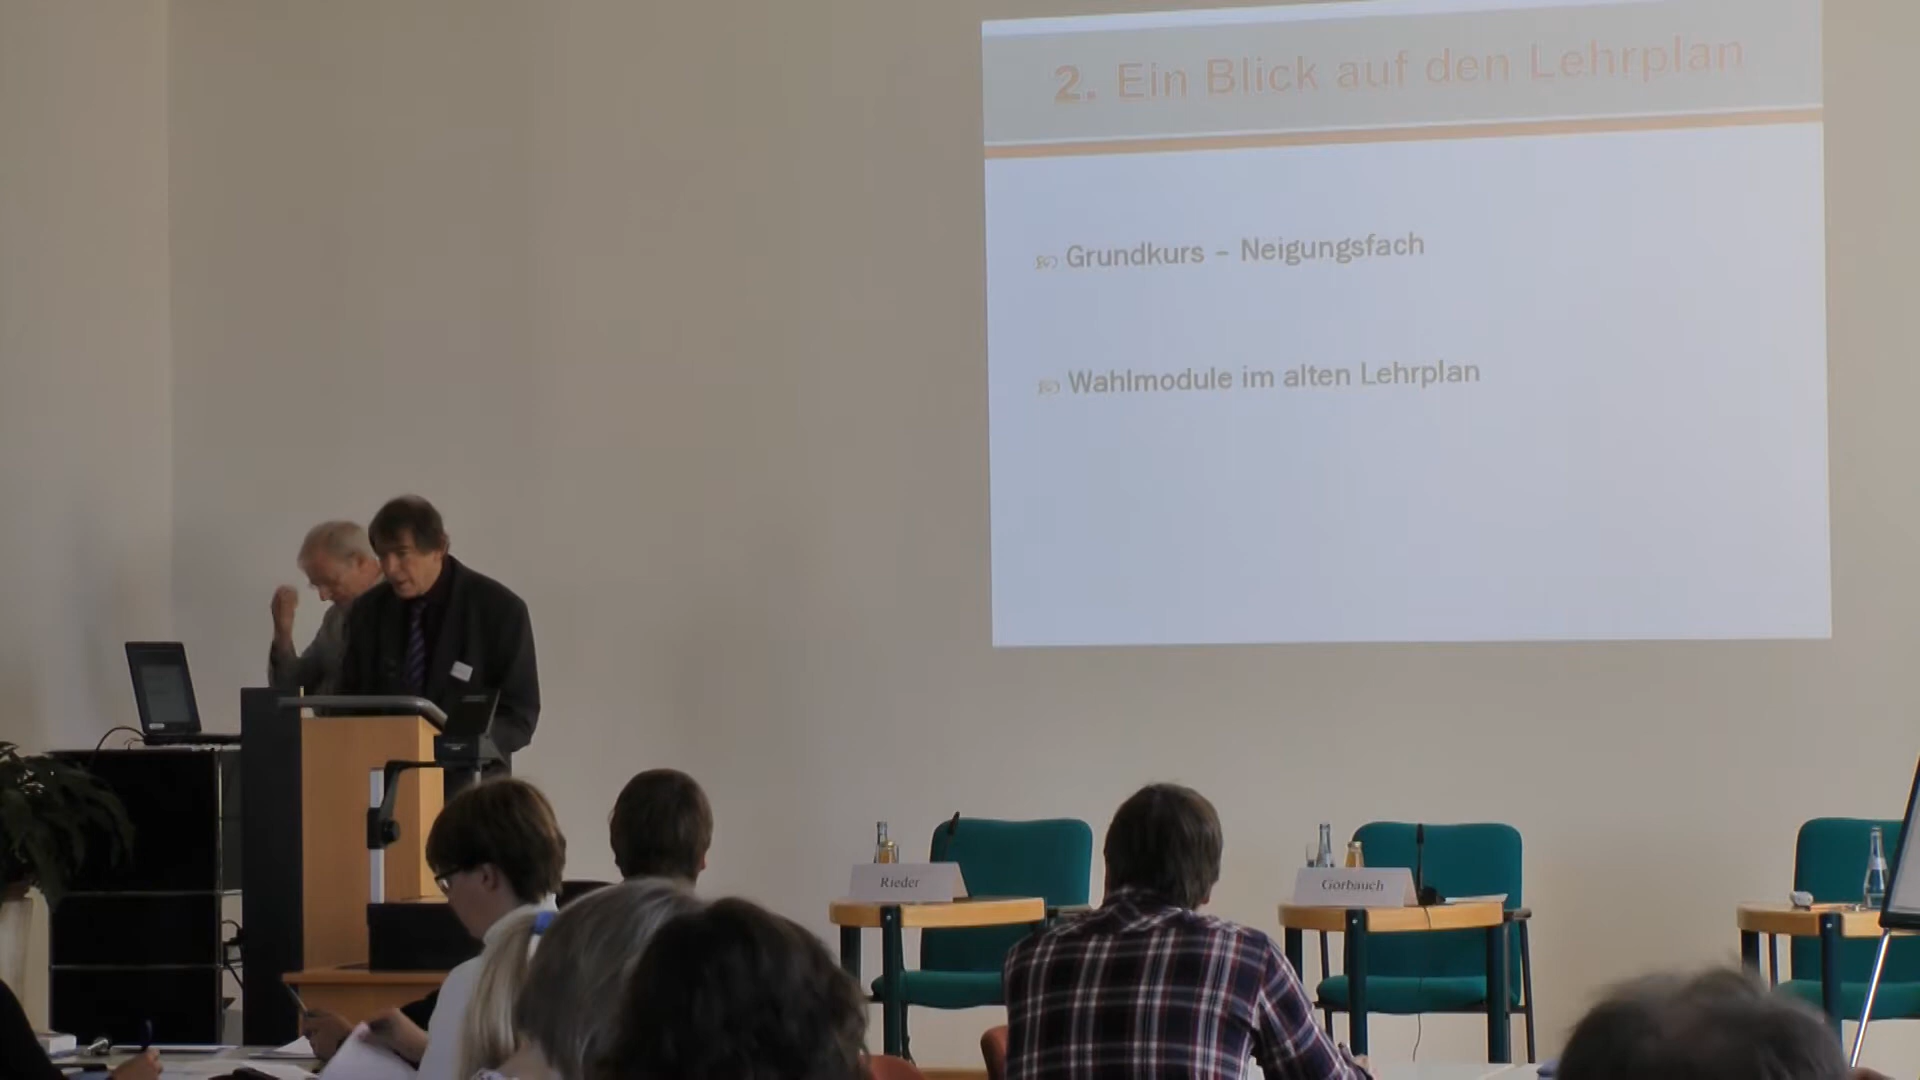 2. Ein Blick auf den Lehrplan
Grundkurs – Neigungsfach
Wahlmodule im alten Lehrplan
Rieder
Gorbauch